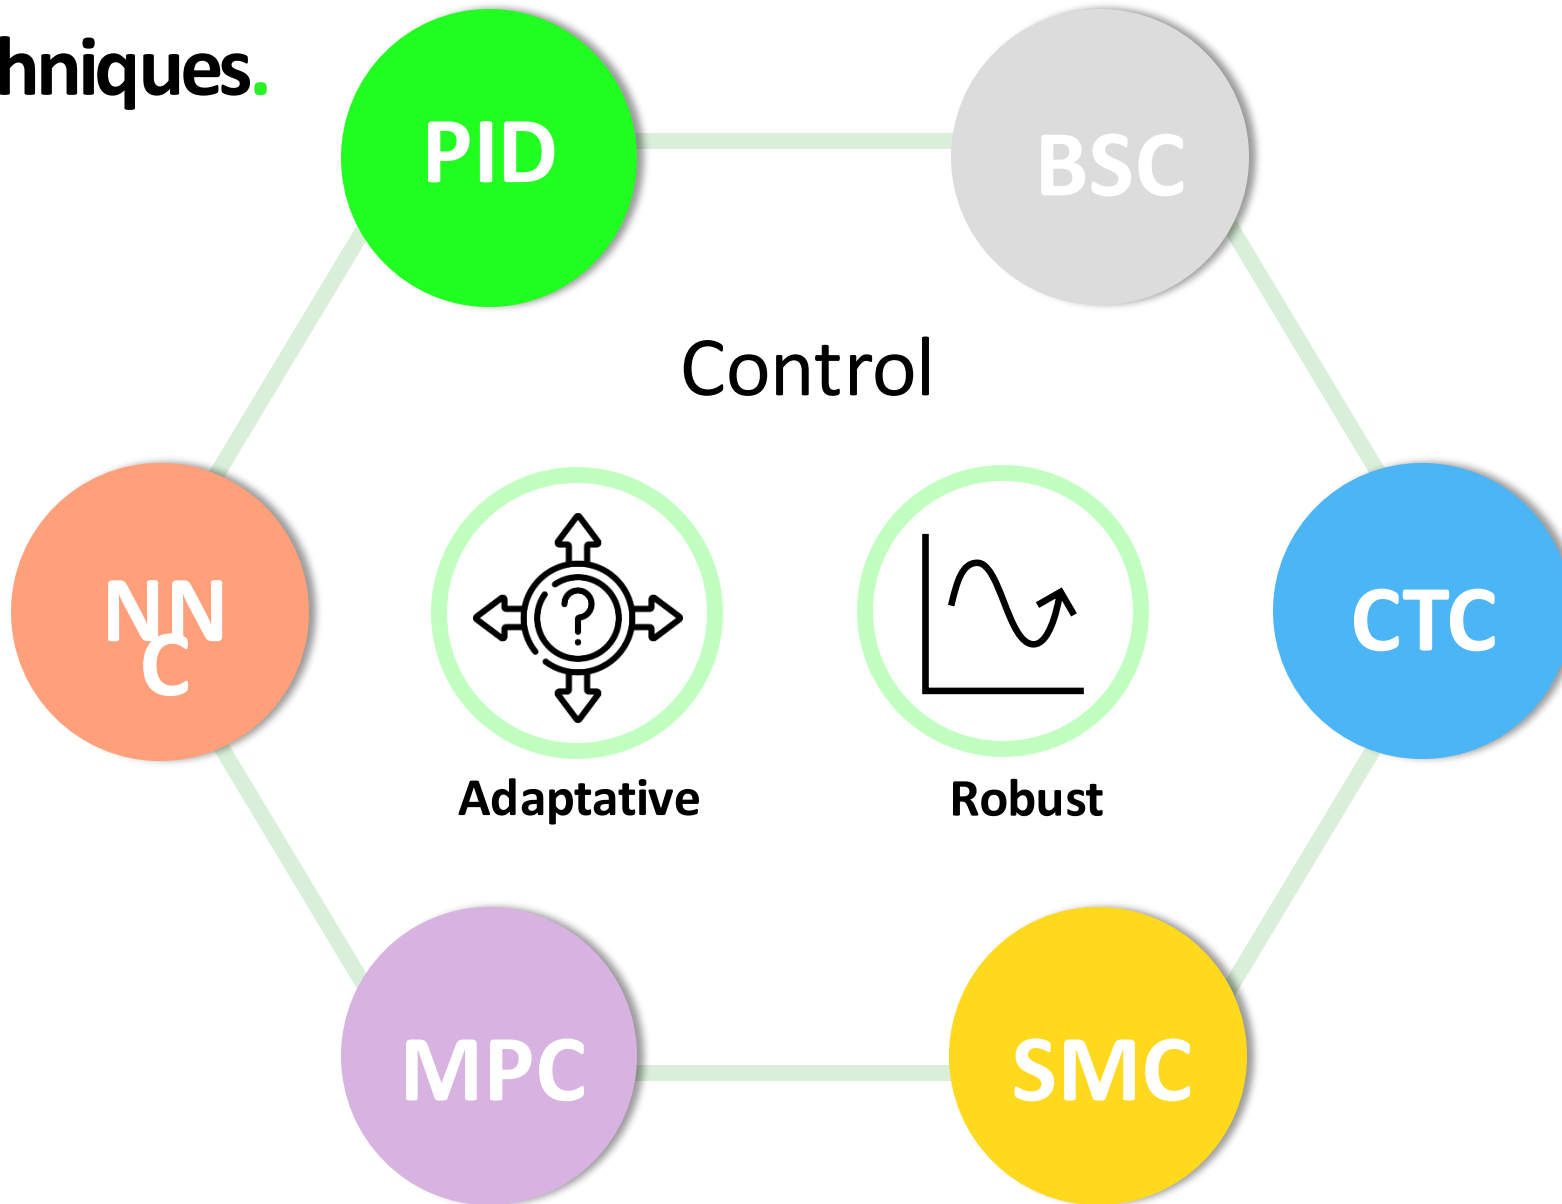 hniques.
PID
BSC
Control
NN
C
?
CTC
Adaptative
Robust
MPC
SMC